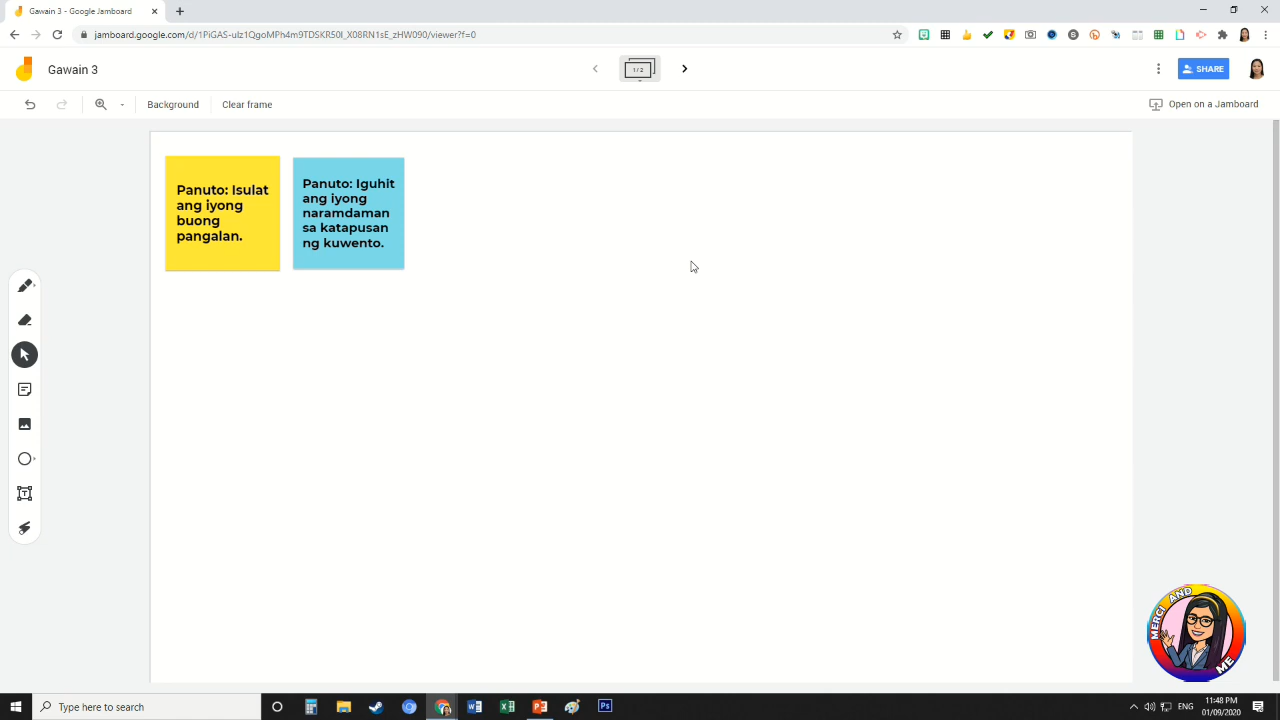 Gawain 3 - Google Jamboard
jamboard.google.com/d/1PiGAS-ulz1QgoMPh4m9TDSKR50I_X08RN1sE_zHW090/viewer?f=0
Gawain 3
1 / 2
SHARE
Background
Clear frame
Open on a Jamboard
Panuto: Isulat
ang iyong
buong
pangalan.
Panuto: Iguhit
ang iyong
naramdaman
sa katapusan
ng kuwento.
MERCI AND
ME
Type here to search
ENG
11:48 PM
01/09/2020